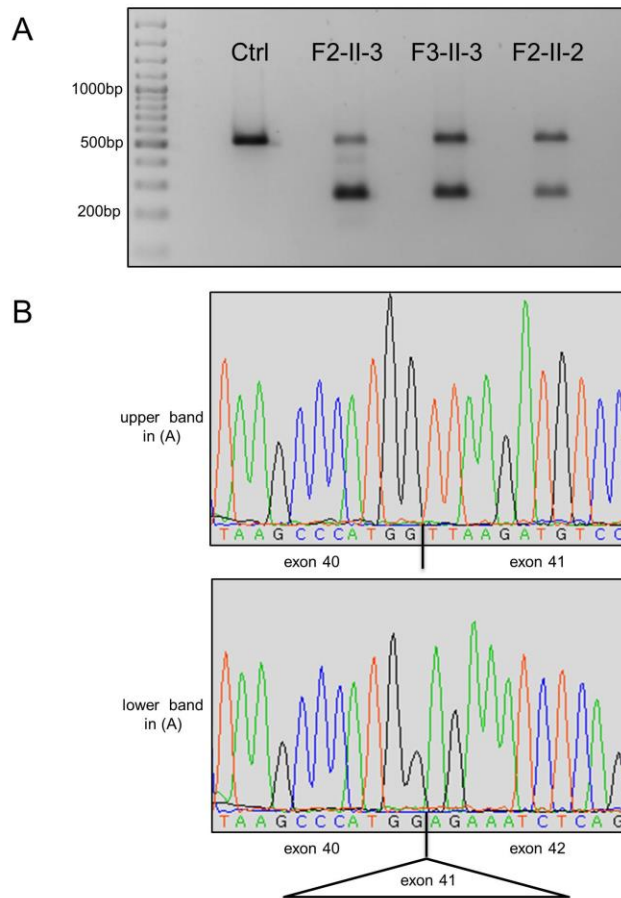 A
Ctrl F2-II-3 F3-II-3 F2-II-2
1000bp
500bp
200bp
B
upper band
in (A)
TAAGCCCATGGTTAAGATGTCC
exon 40 exon 41
lower band
in (A)
TAAGCCCATGGAGAAATCTCAG
exon 40 exon 42
exon 41